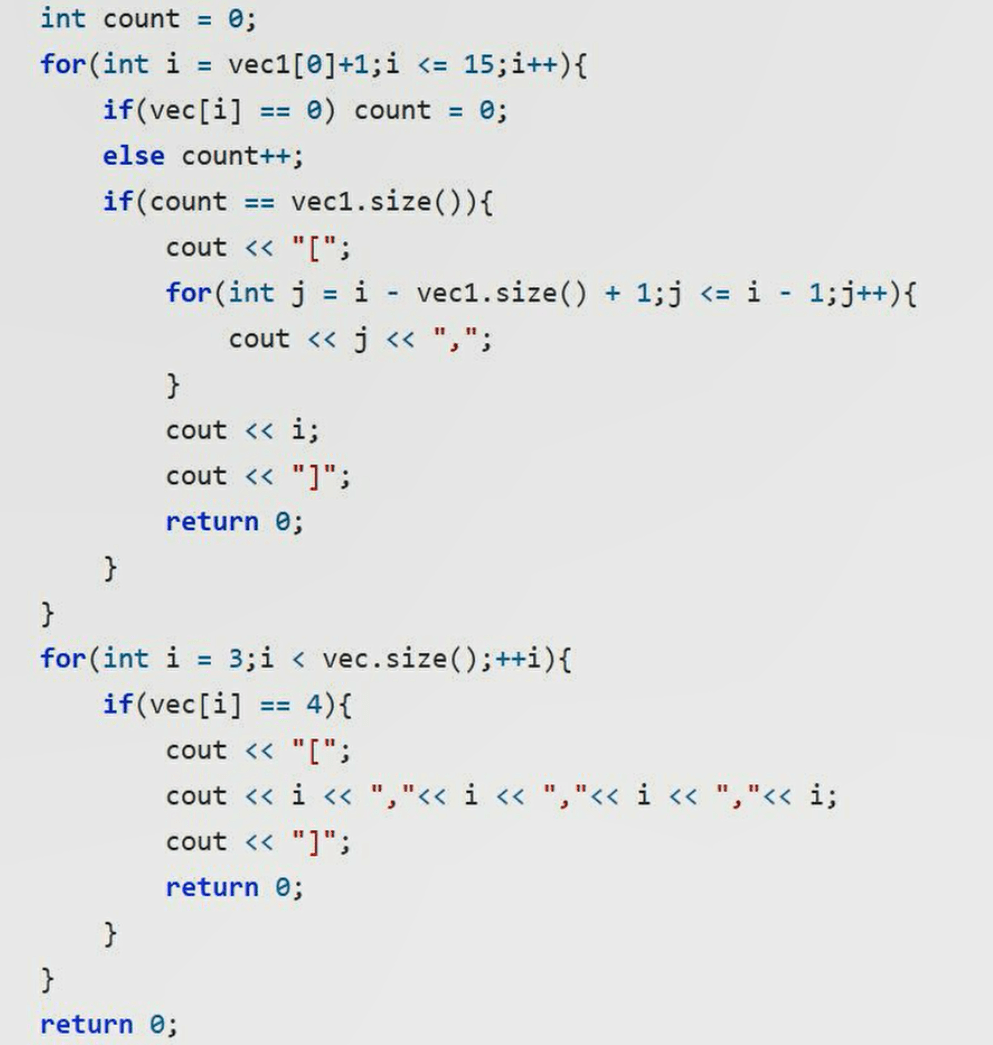 int count = 0;
for(int i = vec1[0]+1;i <= 15;i++){
    if(vec[i] == 0) count = 0;
    else count++;
    if(count == vec1.size()){
        cout << "[";
        for(int j = i - vec1.size() + 1;j <= i - 1;j++){
            cout << j << ",";
        }
        cout << i;
        cout << "]";
        return 0;
    }
}
for(int i = 3;i < vec.size();++i){
    if(vec[i] == 4){
        cout << "[";
        cout << i << ","<< i << ","<< i << ","<< i;
        cout << "]";
        return 0;
    }
}
return 0;